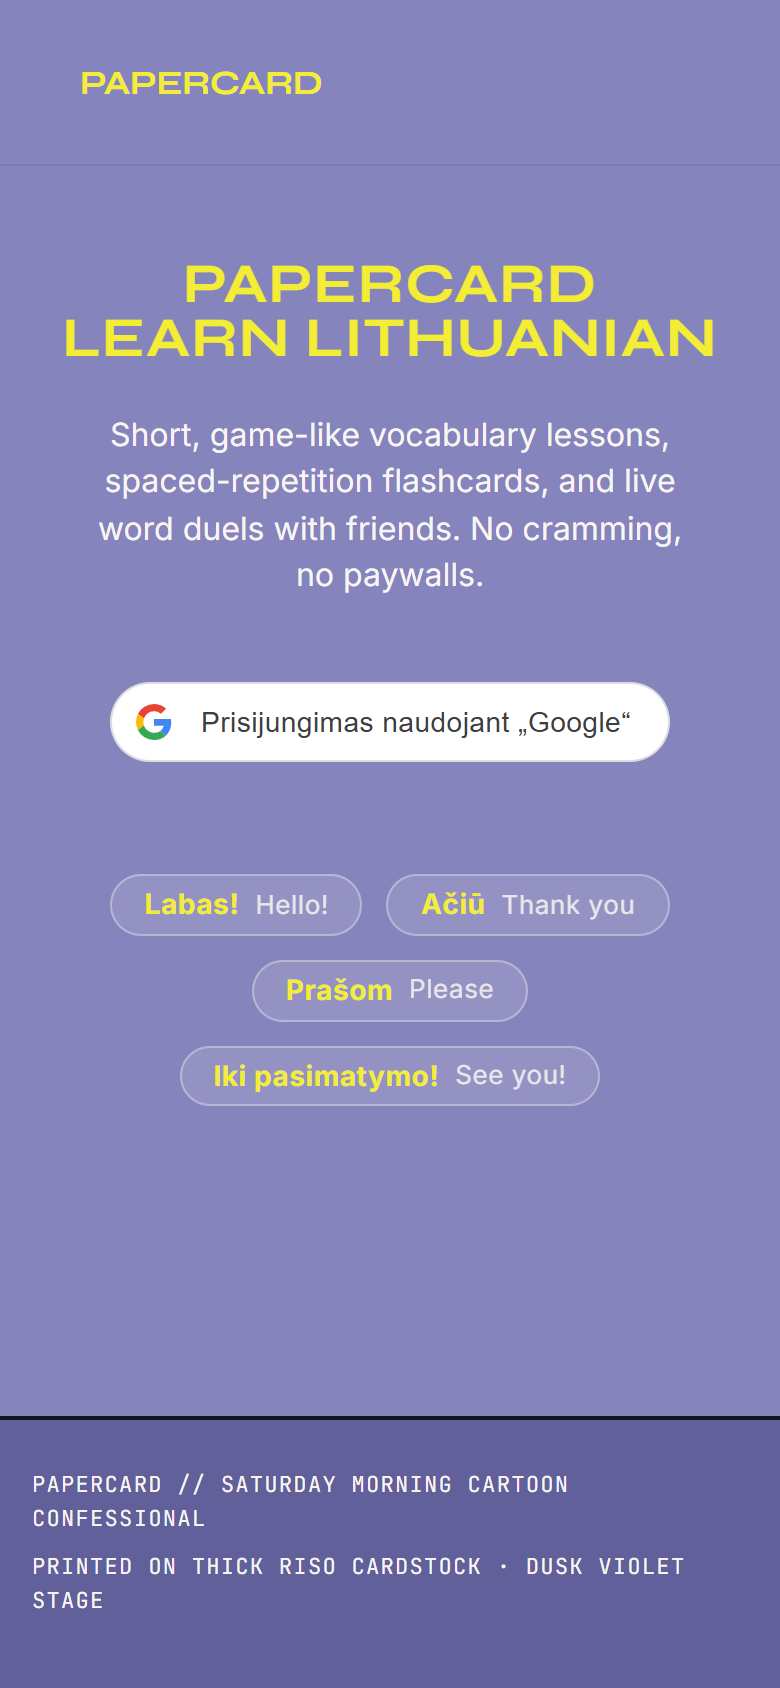 PAPERCARD
PAPERCARD
LEARN LITHUANIAN
Short, game-like vocabulary lessons,
spaced-repetition flashcards, and live
word duels with friends. No cramming,
no paywalls.
Prisijungimas naudojant „Google“
Labas! Hello!
Ačiū Thank you
Prašom Please
Iki pasimatymo! See you!
PAPERCARD // SATURDAY MORNING CARTOON
CONFESSIONAL
PRINTED ON THICK RISO CARDSTOCK · DUSK VIOLET
STAGE